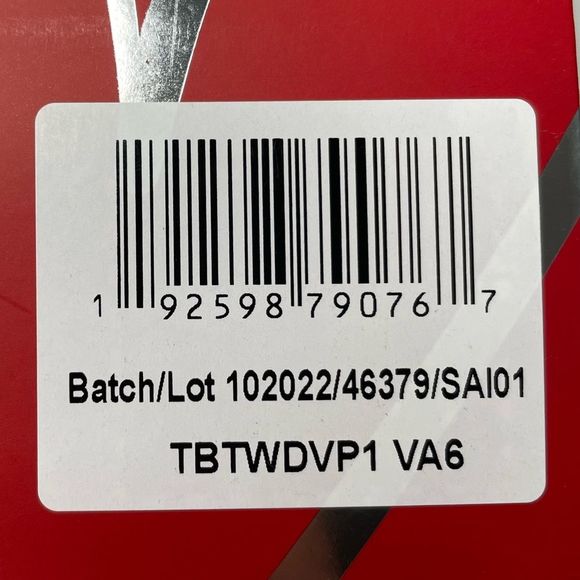 1 92598 79076 7
Batch/Lot 102022/46379/SAI01
TBTWDVP1 VA6